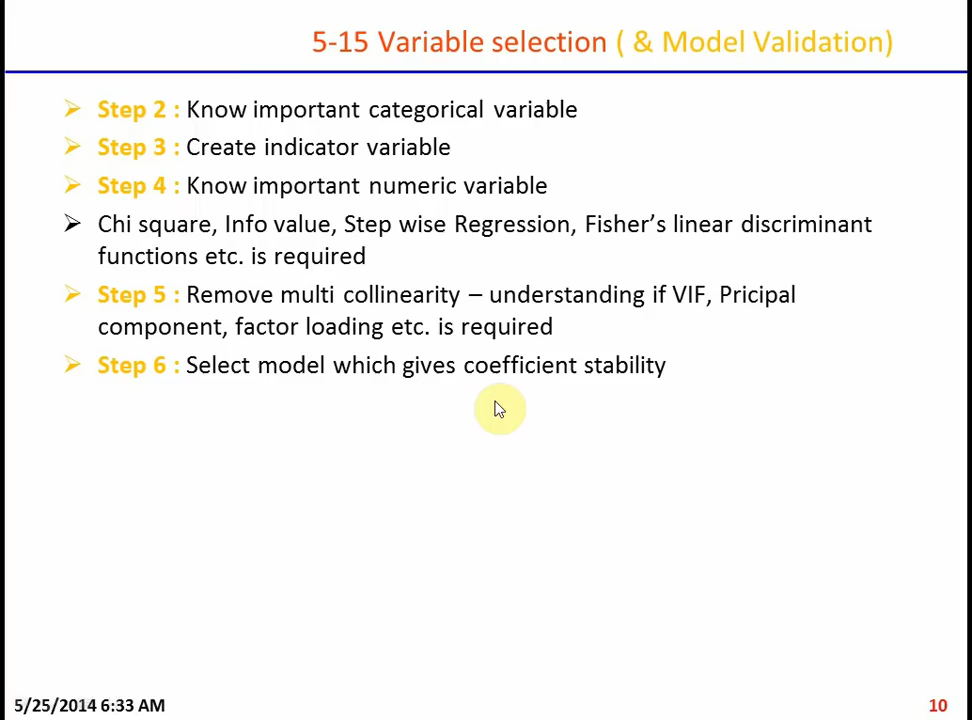 5-15 Variable selection ( & Model Validation)
Step 2 : Know important categorical variable
Step 3 : Create indicator variable
Step 4 : Know important numeric variable
Chi square, Info value, Step wise Regression, Fisher’s linear discriminant
functions etc. is required
Step 5 : Remove multi collinearity – understanding if VIF, Pricipal
component, factor loading etc. is required
Step 6 : Select model which gives coefficient stability
5/25/2014 6:33 AM
10